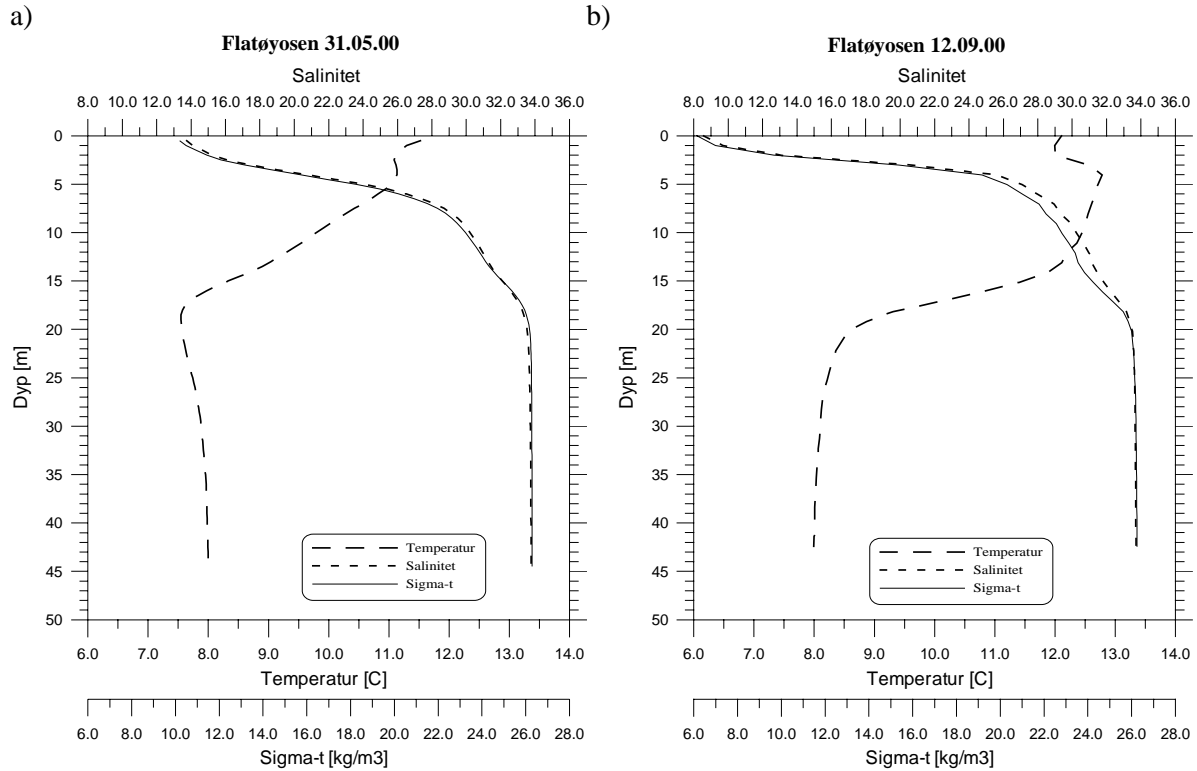 a)
Flatøyosen 31.05.00
Salinitet
8.0 10.0 12.0 14.0 16.0 18.0 20.0 22.0 24.0 26.0 28.0 30.0 32.0 34.0 36.0
0
5
10
15
20
25
30
35
40
45
50
Dyp [m]
Temperatur
Salinitet
Sigma-t
6.0 7.0 8.0 9.0 10.0 11.0 12.0 13.0 14.0
Temperatur [C]
6.0 8.0 10.0 12.0 14.0 16.0 18.0 20.0 22.0 24.0 26.0 28.0
Sigma-t [kg/m3]
b)
Flatøyosen 12.09.00
Salinitet
8.0 10.0 12.0 14.0 16.0 18.0 20.0 22.0 24.0 26.0 28.0 30.0 32.0 34.0 36.0
0
5
10
15
20
25
30
35
40
45
50
Dyp [m]
Temperatur
Salinitet
Sigma-t
6.0 7.0 8.0 9.0 10.0 11.0 12.0 13.0 14.0
Temperatur [C]
6.0 8.0 10.0 12.0 14.0 16.0 18.0 20.0 22.0 24.0 26.0 28.0
Sigma-t [kg/m3]